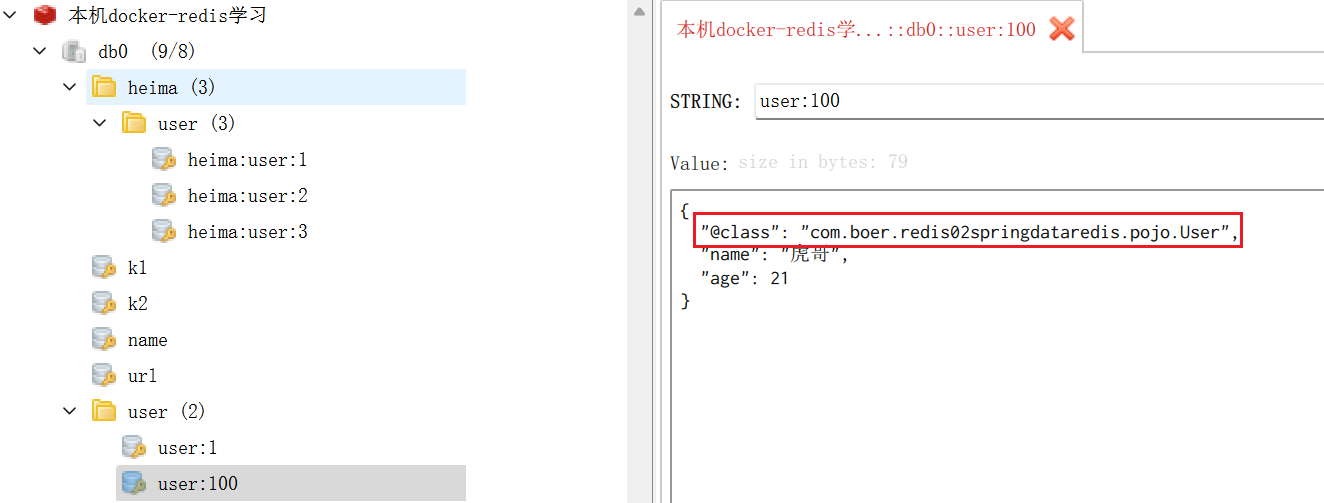 本机docker-redis学习
db0 (9/8)
heima (3)
user (3)
heima:user:1
heima:user:2
heima:user:3
k1
k2
name
url
user (2)
user:1
user:100
本机docker-redis学...::db0::user:100
STRING: user:100
Value: size in bytes: 79
{
"@class": "com.boer.redis02springdataredis.pojo.User",
"name": "虎哥",
"age": 21
}